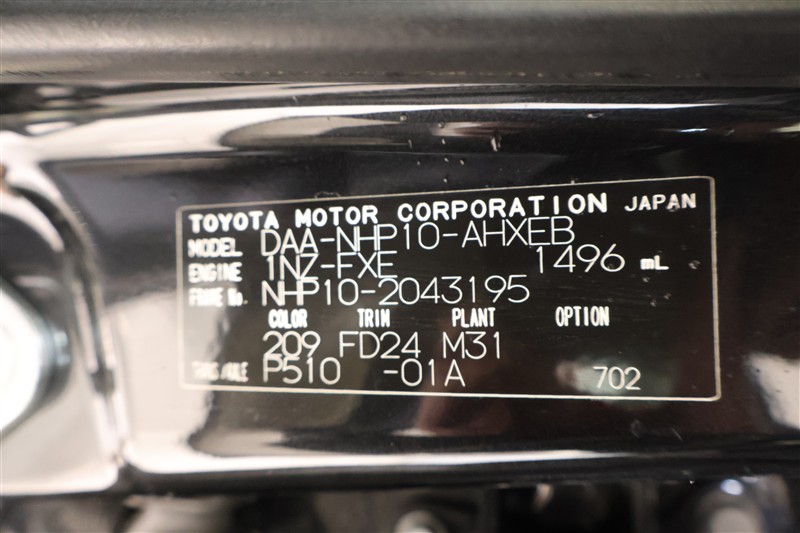 TOYOTA MOTOR CORPORATION JAPAN
MODEL DAA-NHP10-AHXEB
ENGINE 1NZ-FXE 1496 mL
FRAME No. NHP10-2043195
COLOR TRIM PLANT OPTION
209 FD24 M31
TRANS/AXLE P510 -01A 702